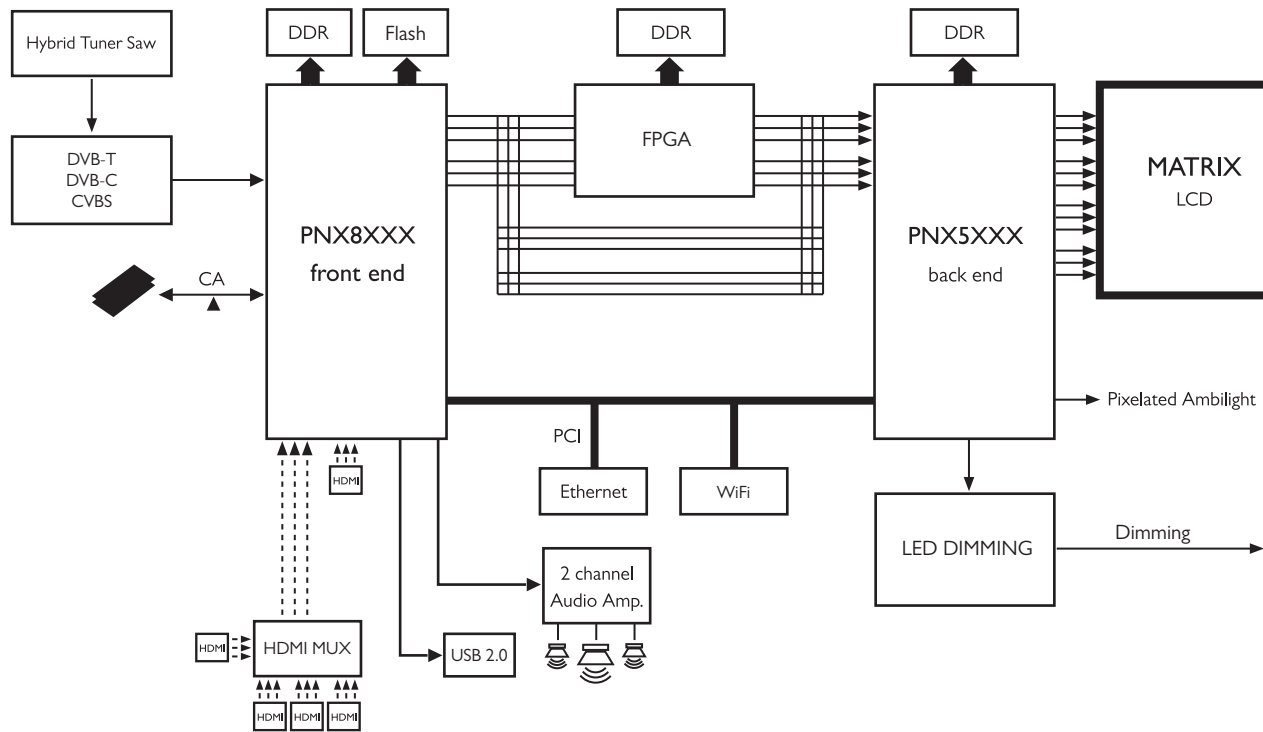 Hybrid Tuner Saw
DDR
Flash
DDR
DDR
DVB-T
DVB-C
CVBS
FPGA
MATRIX
LCD
PNX8XXX
front end
PNX5XXX
back end
CA
Pixelated Ambilight
PCI
HDMI
Ethernet
WiFi
LED DIMMING
Dimming
2 channel
Audio Amp.
HDMI
HDMI MUX
USB 2.0
HDMI
HDMI
HDMI